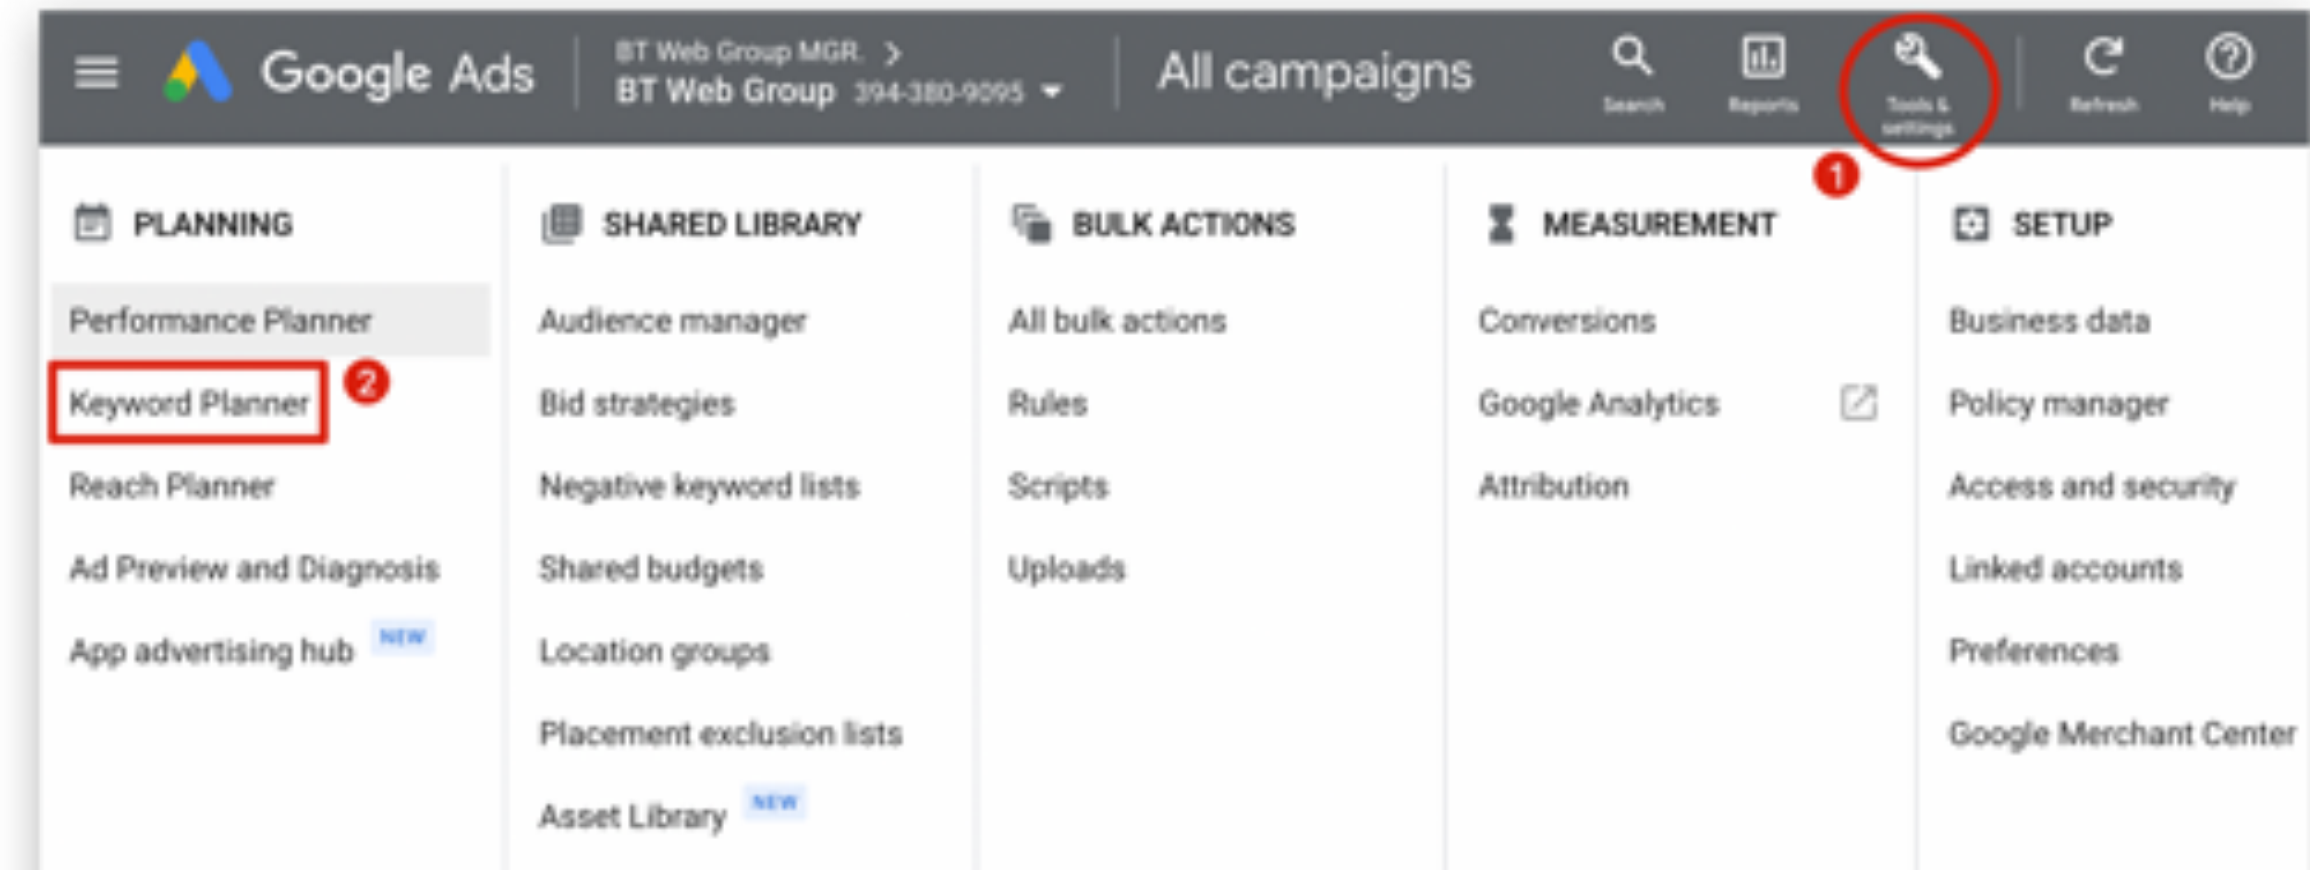 Google Ads
BT Web Group MGR.
BT Web Group 394-380-9095
All campaigns
Search
Reports
Tools &
settings
Refresh
Help
1
PLANNING
Performance Planner
Keyword Planner
2
Reach Planner
Ad Preview and Diagnosis
App advertising hub NEW
SHARED LIBRARY
Audience manager
Bid strategies
Negative keyword lists
Shared budgets
Location groups
Placement exclusion lists
Asset Library NEW
BULK ACTIONS
All bulk actions
Rules
Scripts
Uploads
MEASUREMENT
Conversions
Google Analytics
Attribution
SETUP
Business data
Policy manager
Access and security
Linked accounts
Preferences
Google Merchant Center